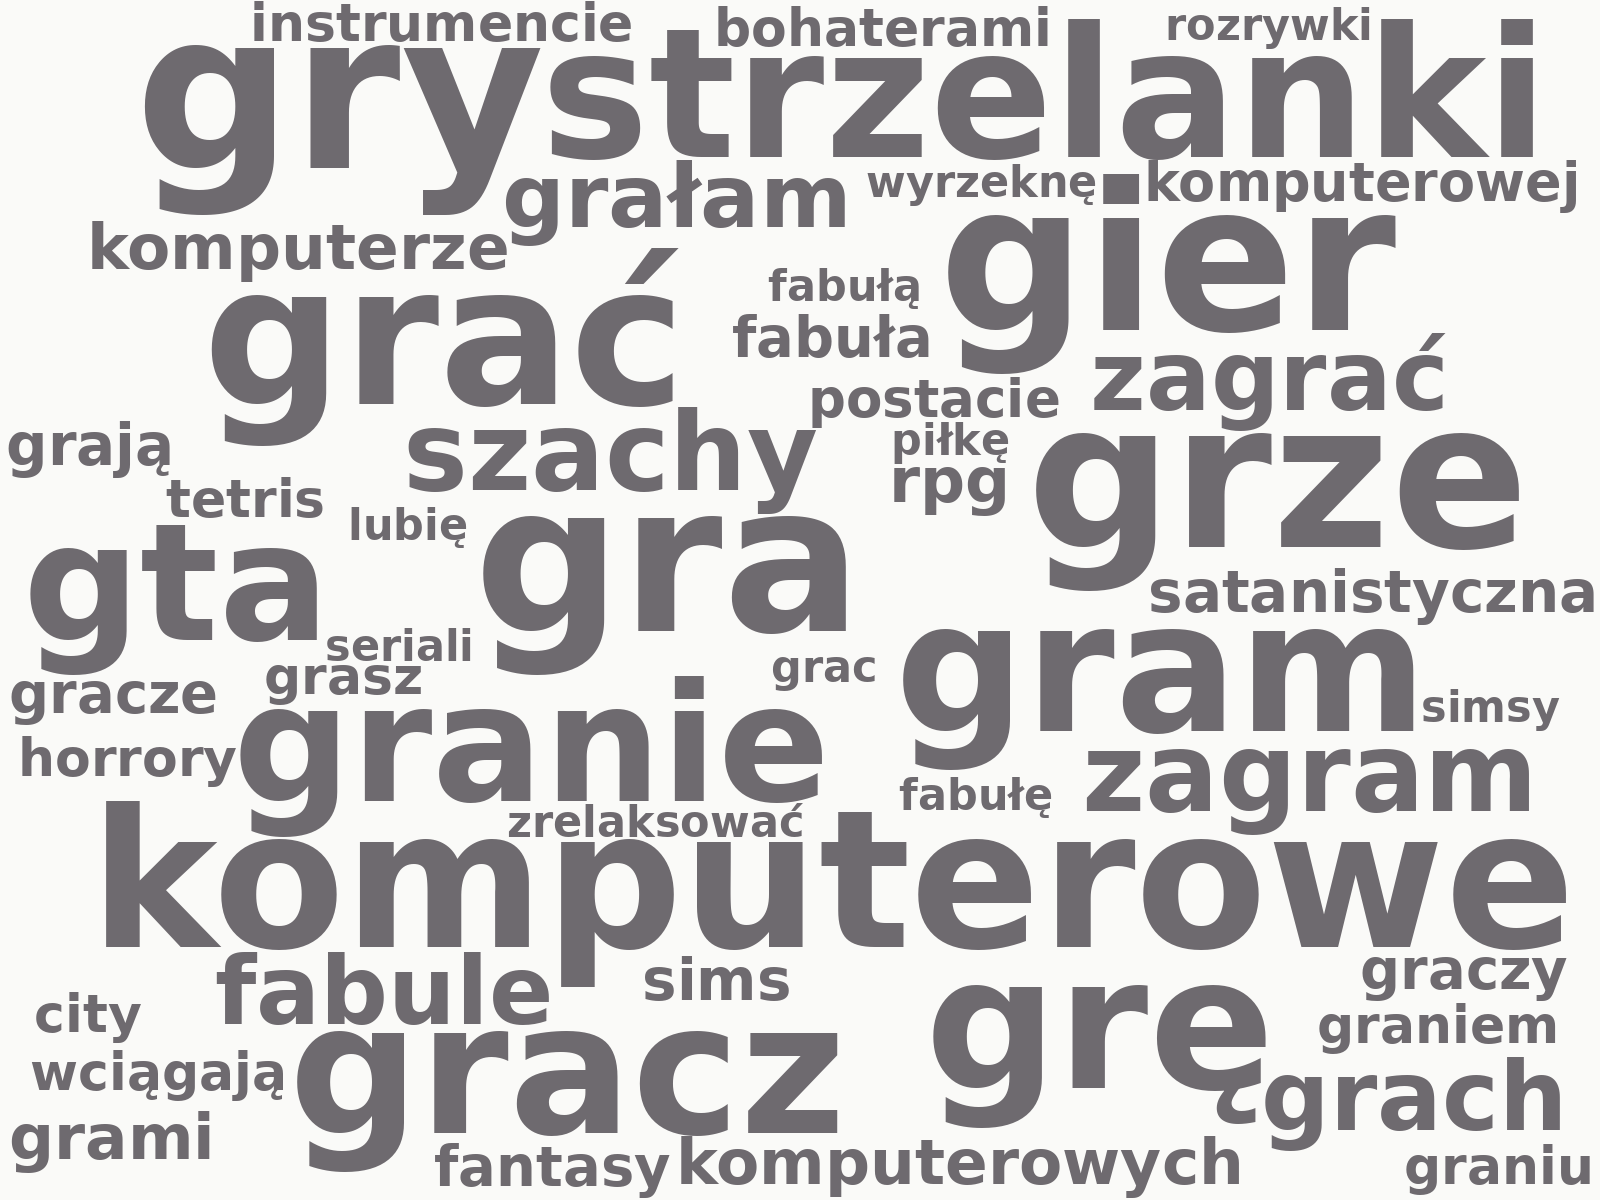 instrumencie
bohaterami
rozrywki
gry
strzelanki
grałam
wyrzeknę
komputerowej
komputerze
gier
grać
fabułą
fabuła
zagrać
postacie
grają
szachy
piłkę
rpg
grze
tetris
lubię
gra
gta
satanistyczna
seriali
grasz
grac
gram
gracze
simsy
horrory
granie
zagram
fabułę
zrelaksować
komputerowe
fabule
sims
grę
graczy
city
gracz
graniem
wciągają
grach
grami
fantasy
komputerowych
graniu